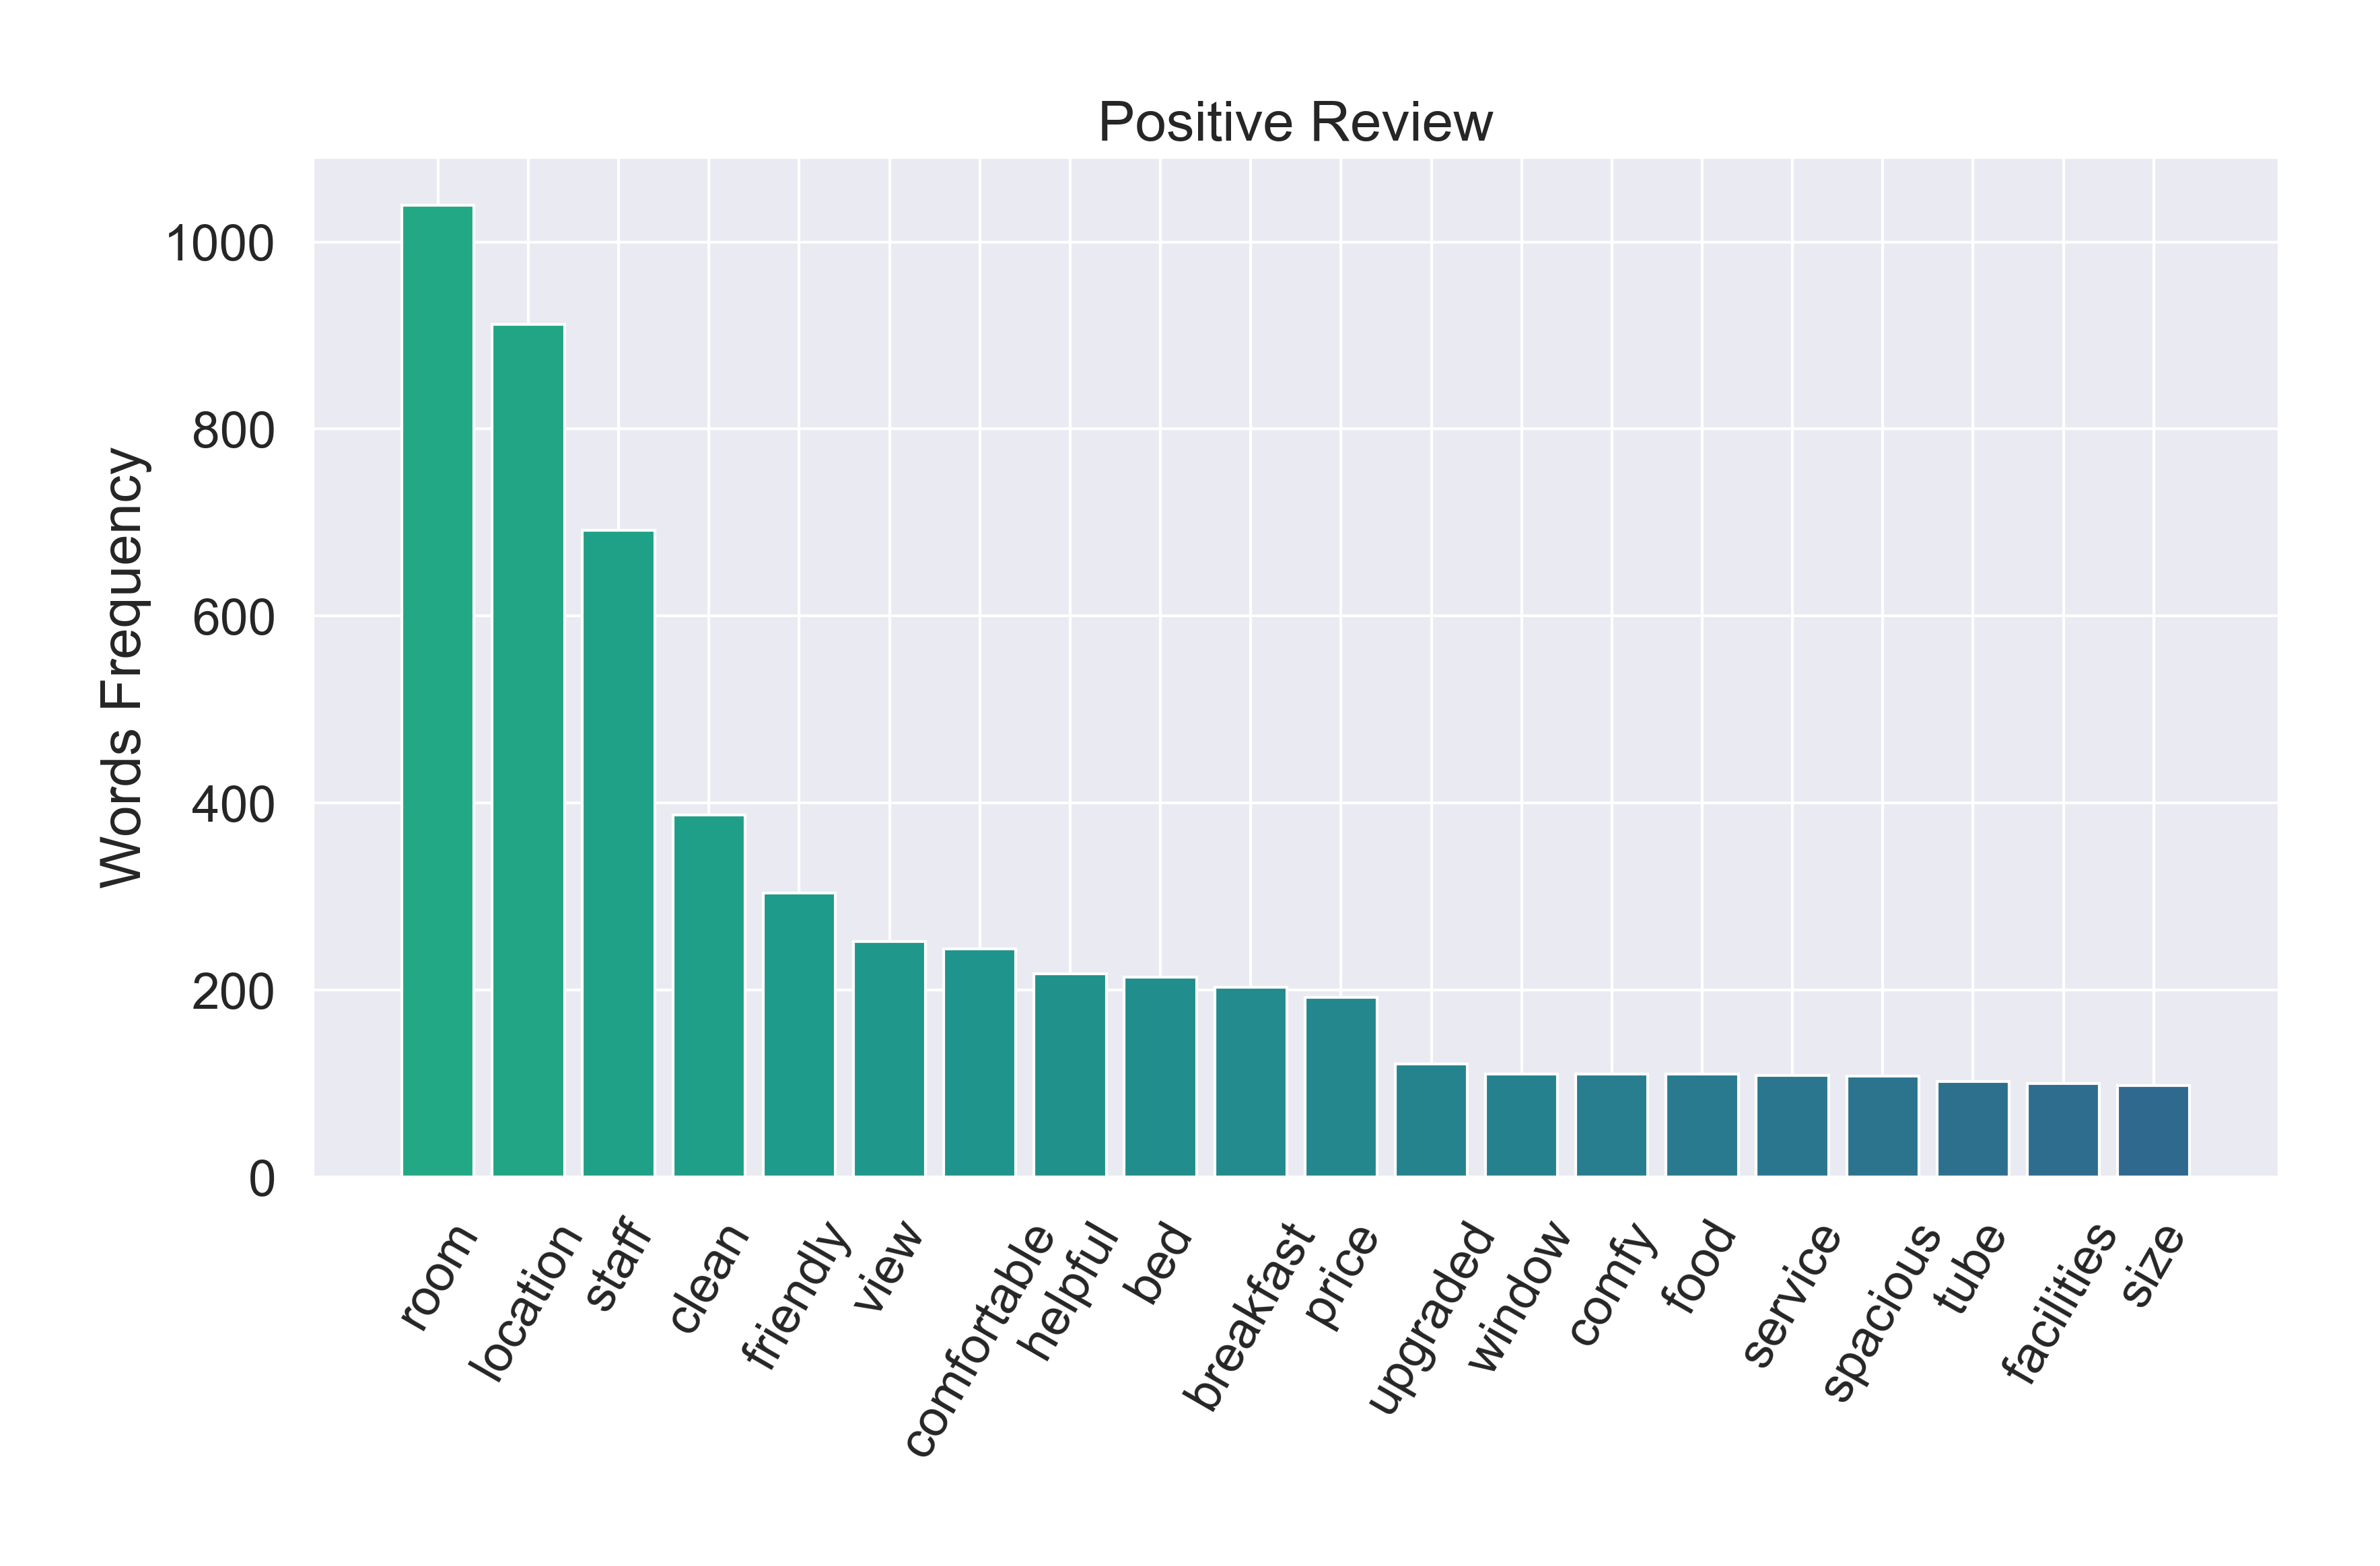 Positive Review
Words Frequency
1000
800
600
400
200
0
room
location
staff
clean
friendly
view
comfortable
helpful
bed
breakfast
price
upgraded
window
comfy
food
service
spacious
tube
facilities
size